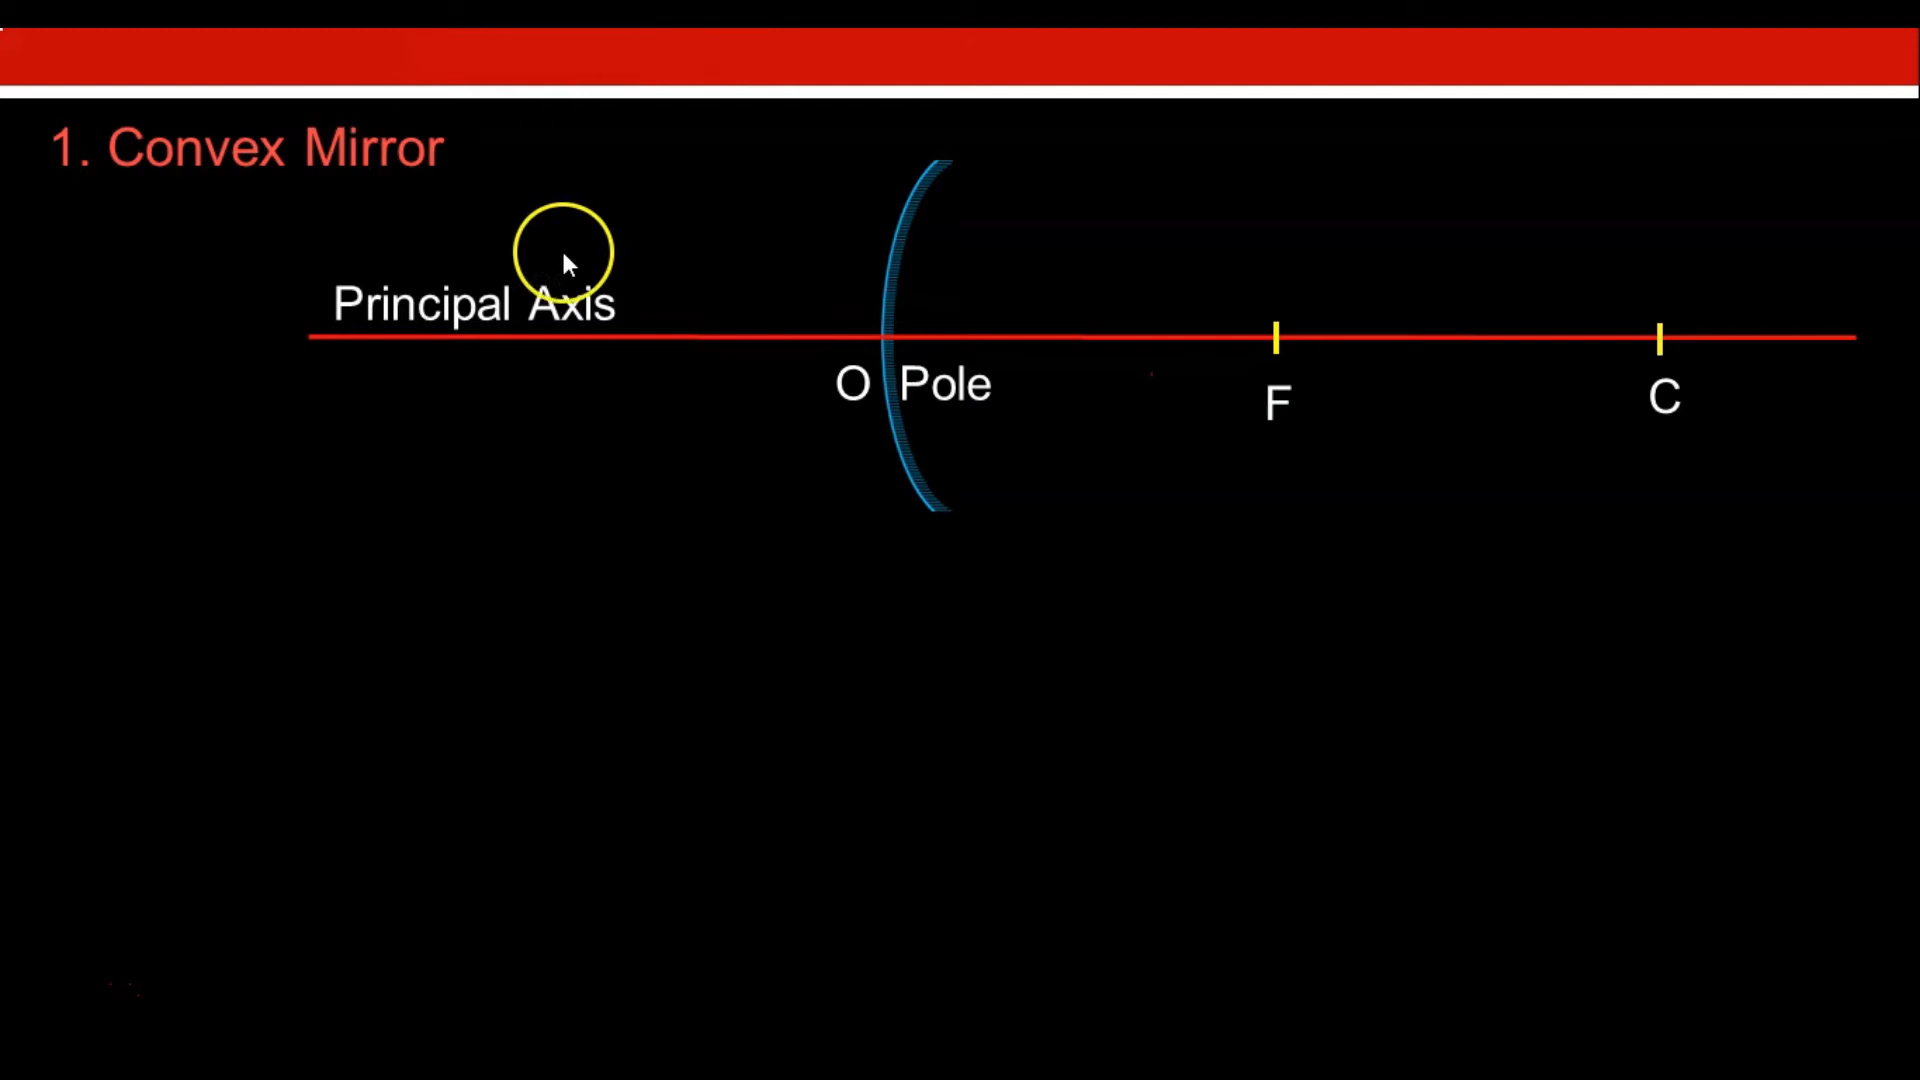 1. Convex Mirror
Principal Axis
O Pole
F
C